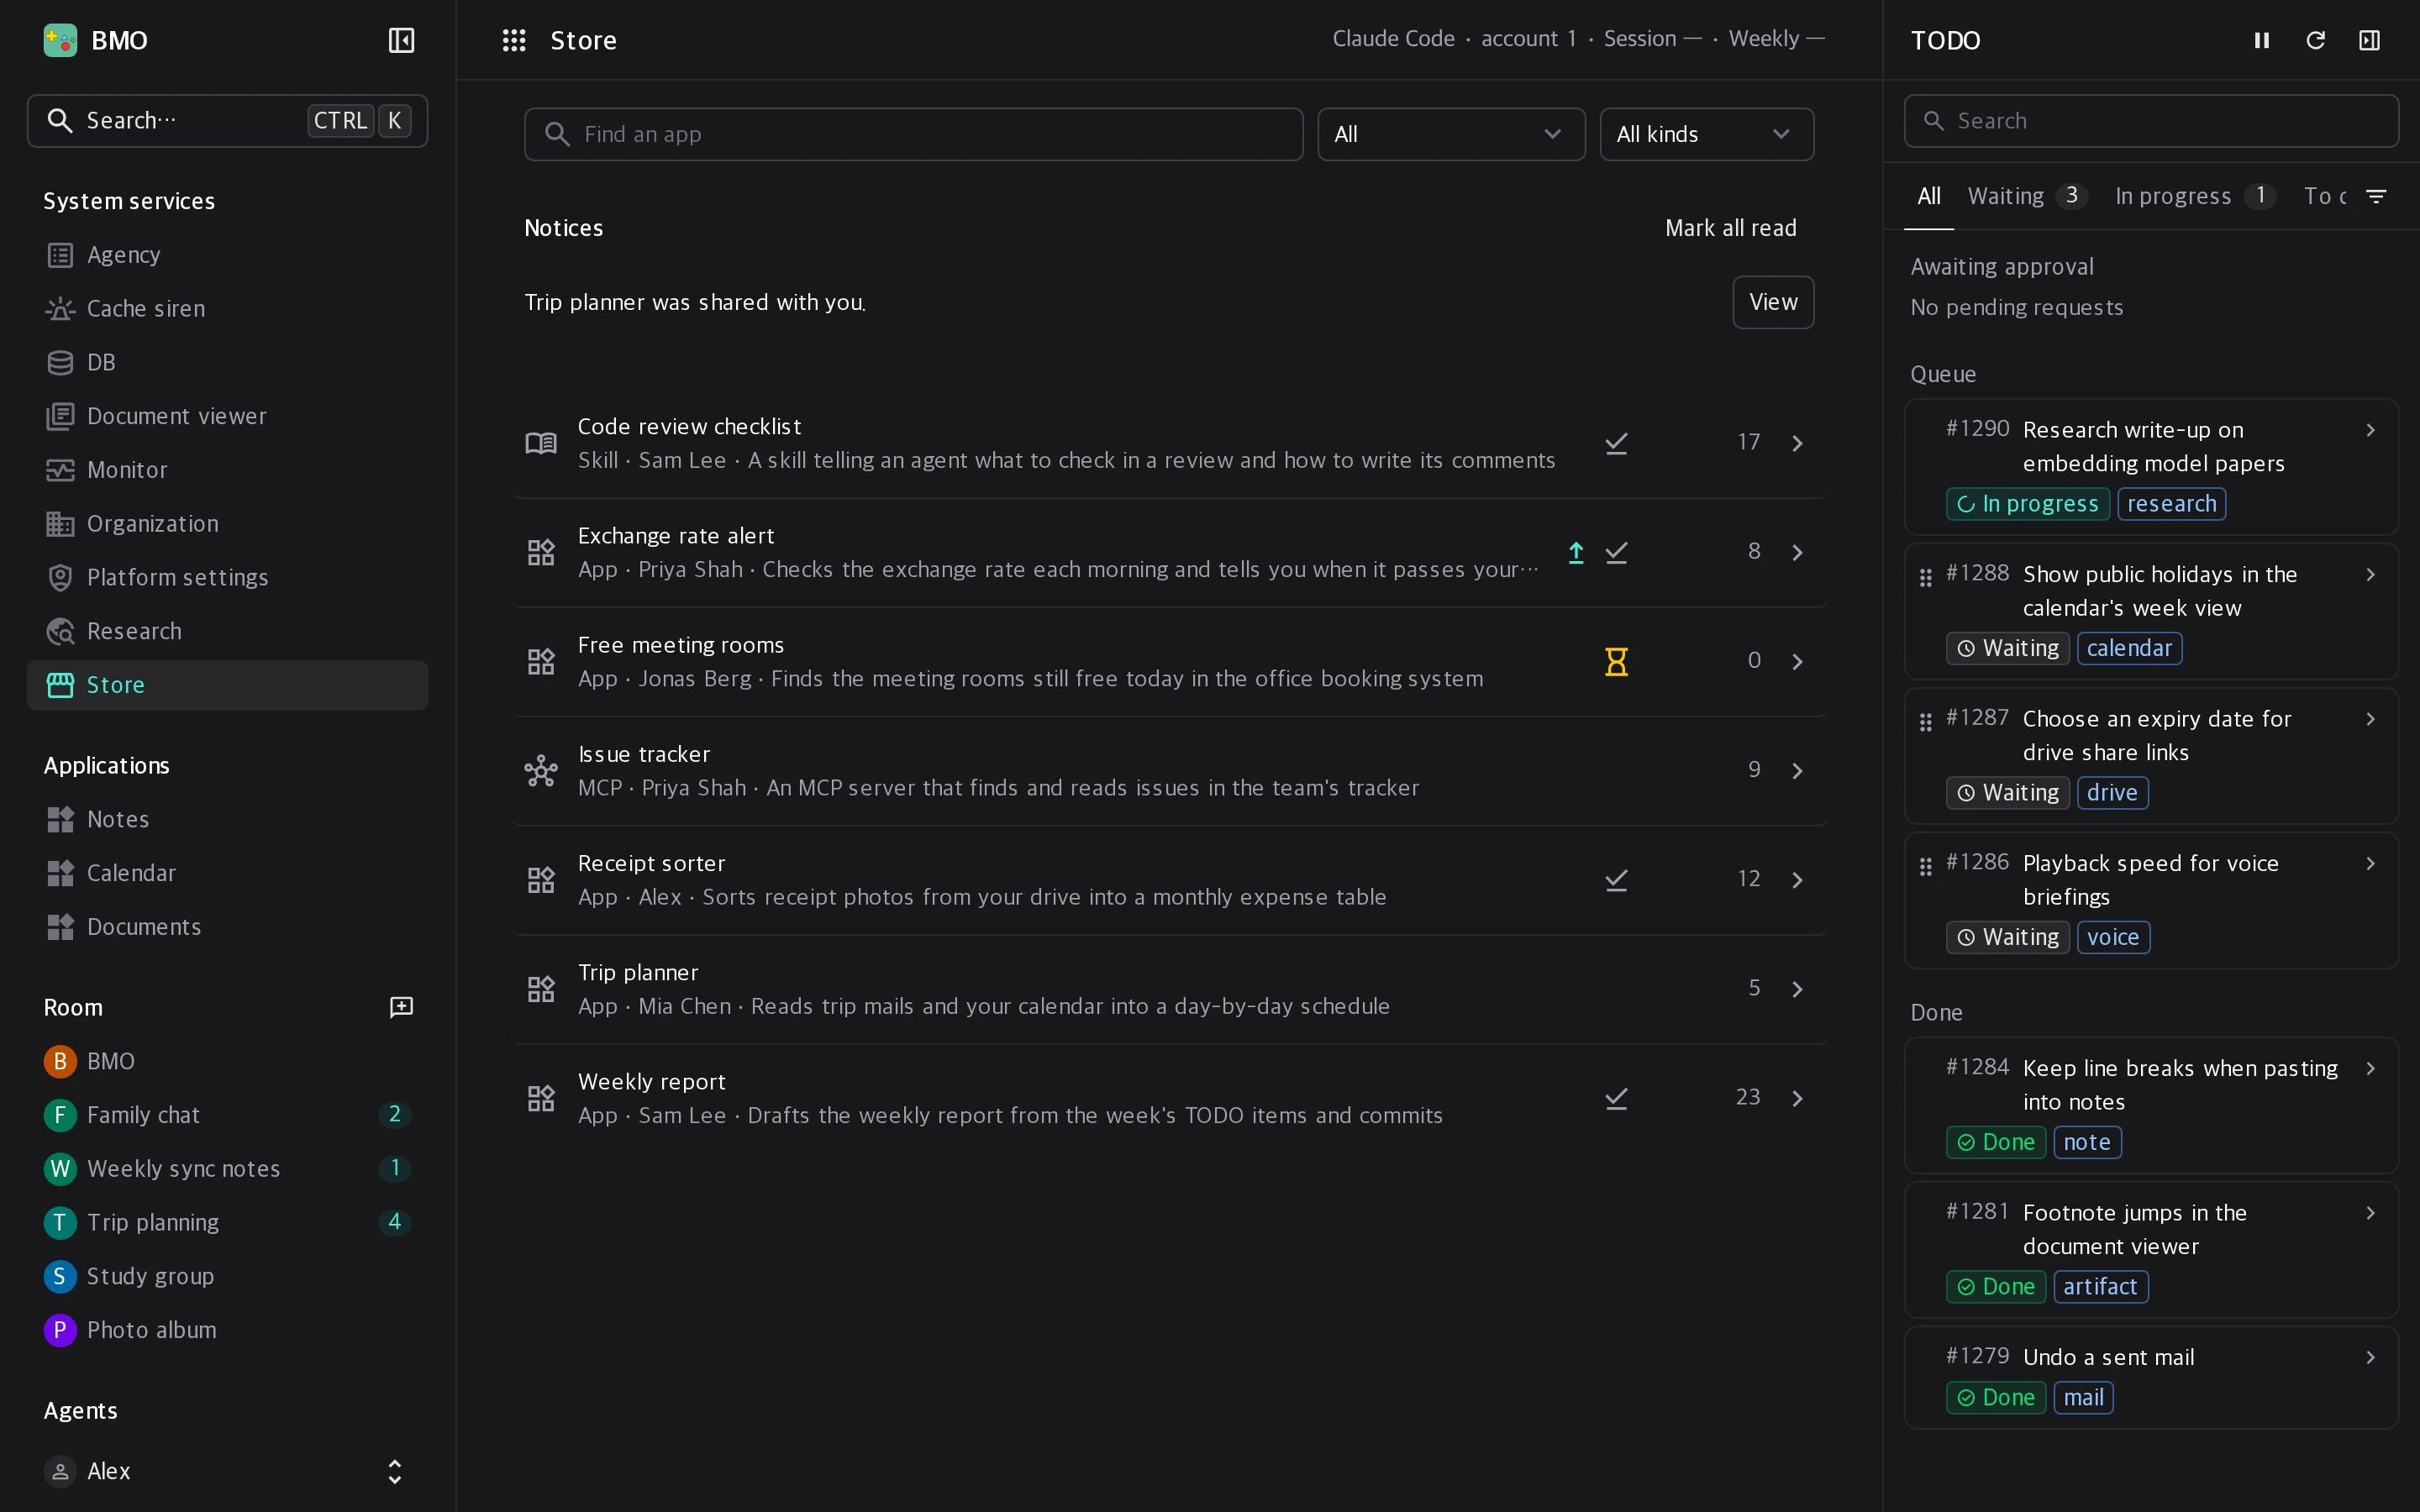 BMO
Search…
CTRL K
System services
Agency
Cache siren
DB
Document viewer
Monitor
Organization
Platform settings
Research
Store
Applications
Notes
Calendar
Documents
Room
B BMO
F Family chat 2
W Weekly sync notes 1
T Trip planning 4
S Study group
P Photo album
Agents
Alex
Store
Claude Code · account 1 · Session — · Weekly —
Find an app
All
All kinds
Notices
Mark all read
Trip planner was shared with you.
View
Code review checklist
Skill · Sam Lee · A skill telling an agent what to check in a review and how to write its comments
17
Exchange rate alert
App · Priya Shah · Checks the exchange rate each morning and tells you when it passes your…
8
Free meeting rooms
App · Jonas Berg · Finds the meeting rooms still free today in the office booking system
0
Issue tracker
MCP · Priya Shah · An MCP server that finds and reads issues in the team's tracker
9
Receipt sorter
App · Alex · Sorts receipt photos from your drive into a monthly expense table
12
Trip planner
App · Mia Chen · Reads trip mails and your calendar into a day-by-day schedule
5
Weekly report
App · Sam Lee · Drafts the weekly report from the week's TODO items and commits
23
TODO
Search
All Waiting 3 In progress 1 To
Awaiting approval
No pending requests
Queue
#1290 Research write-up on
embedding model papers
In progress research
#1288 Show public holidays in the
calendar's week view
Waiting calendar
#1287 Choose an expiry date for
drive share links
Waiting drive
#1286 Playback speed for voice
briefings
Waiting voice
Done
#1284 Keep line breaks when pasting
into notes
Done note
#1281 Footnote jumps in the
document viewer
Done artifact
#1279 Undo a sent mail
Done mail